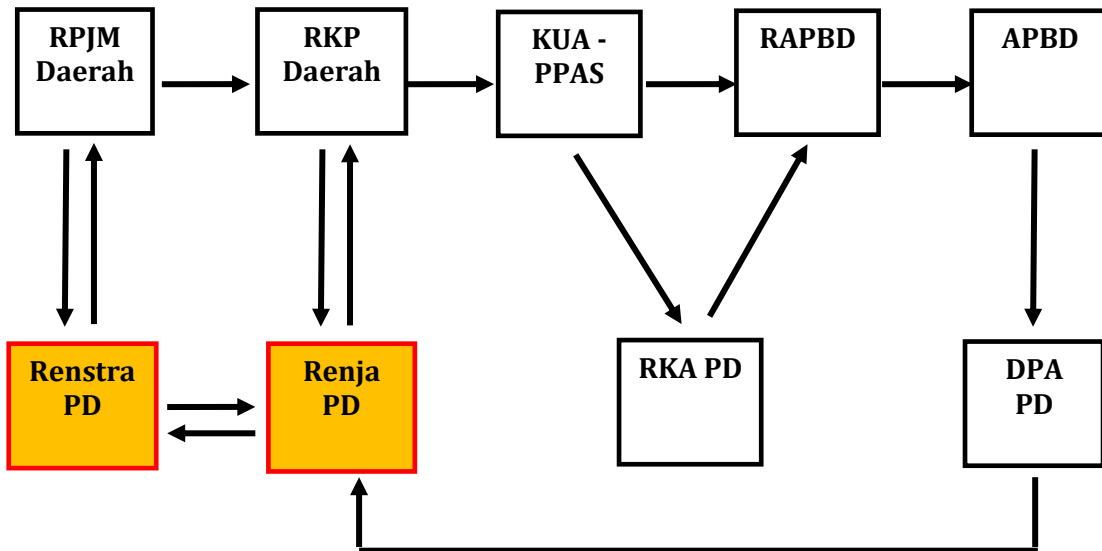 RPJM
Daerah
RKP
Daerah
KUA -
PPAS
RAPBD
APBD
Renstra
PD
Renja
PD
RKA PD
DPA
PD